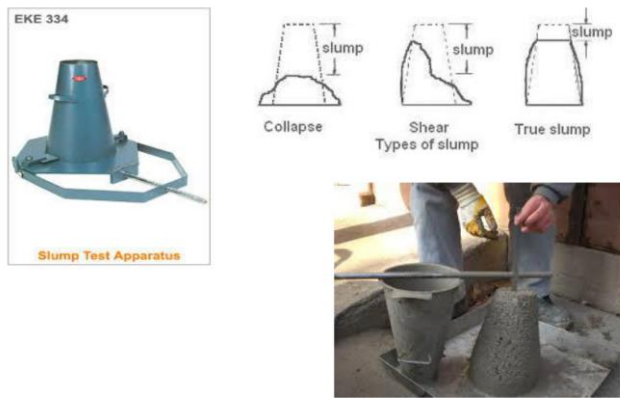 EKE 334
Slump Test Apparatus
slump
slump
slump
Collapse
Shear
True slump
Types of slump